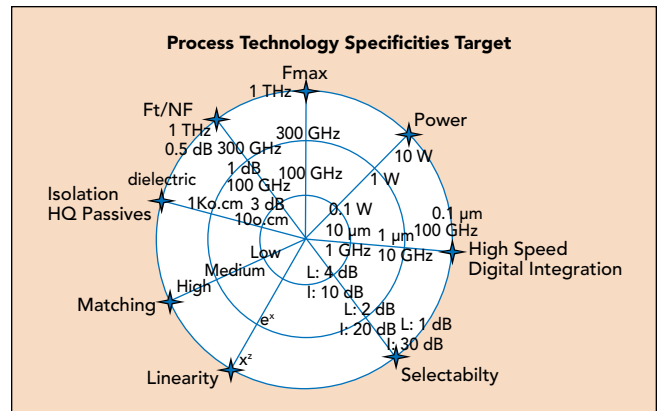 Process Technology Specificities Target
Fmax
1 THz
300 GHz
100 GHz
Power
10 W
1 W
0.1 W
High Speed
Digital Integration
0.1 µm
100 GHz
1 µm
10 GHz
10 µm
1 GHz
Selectabilty
L: 1 dB
I: 30 dB
L: 2 dB
I: 20 dB
L: 4 dB
I: 10 dB
Linearity
x²
eˣ
Matching
High
Medium
Low
Isolation
HQ Passives
dielectric
1Ko.cm
10o.cm
Ft/NF
1 THz
0.5 dB
300 GHz
1 dB
100 GHz
3 dB